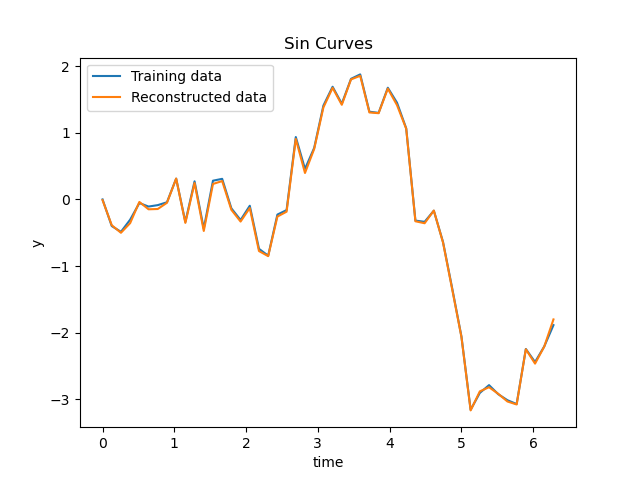 Sin Curves
Training data
Reconstructed data
2
1
0
−1
−2
−3
y
0 1 2 3 4 5 6
time